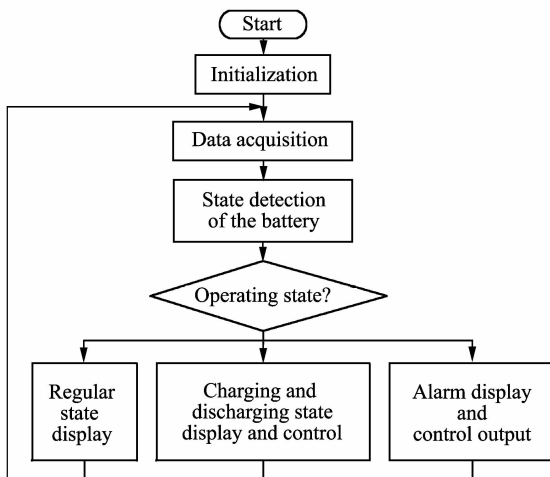 Start
Initialization
Data acquisition
State detection
of the battery
Operating state?
Regular
state
display
Charging and
discharging state
display and control
Alarm display
and
control output